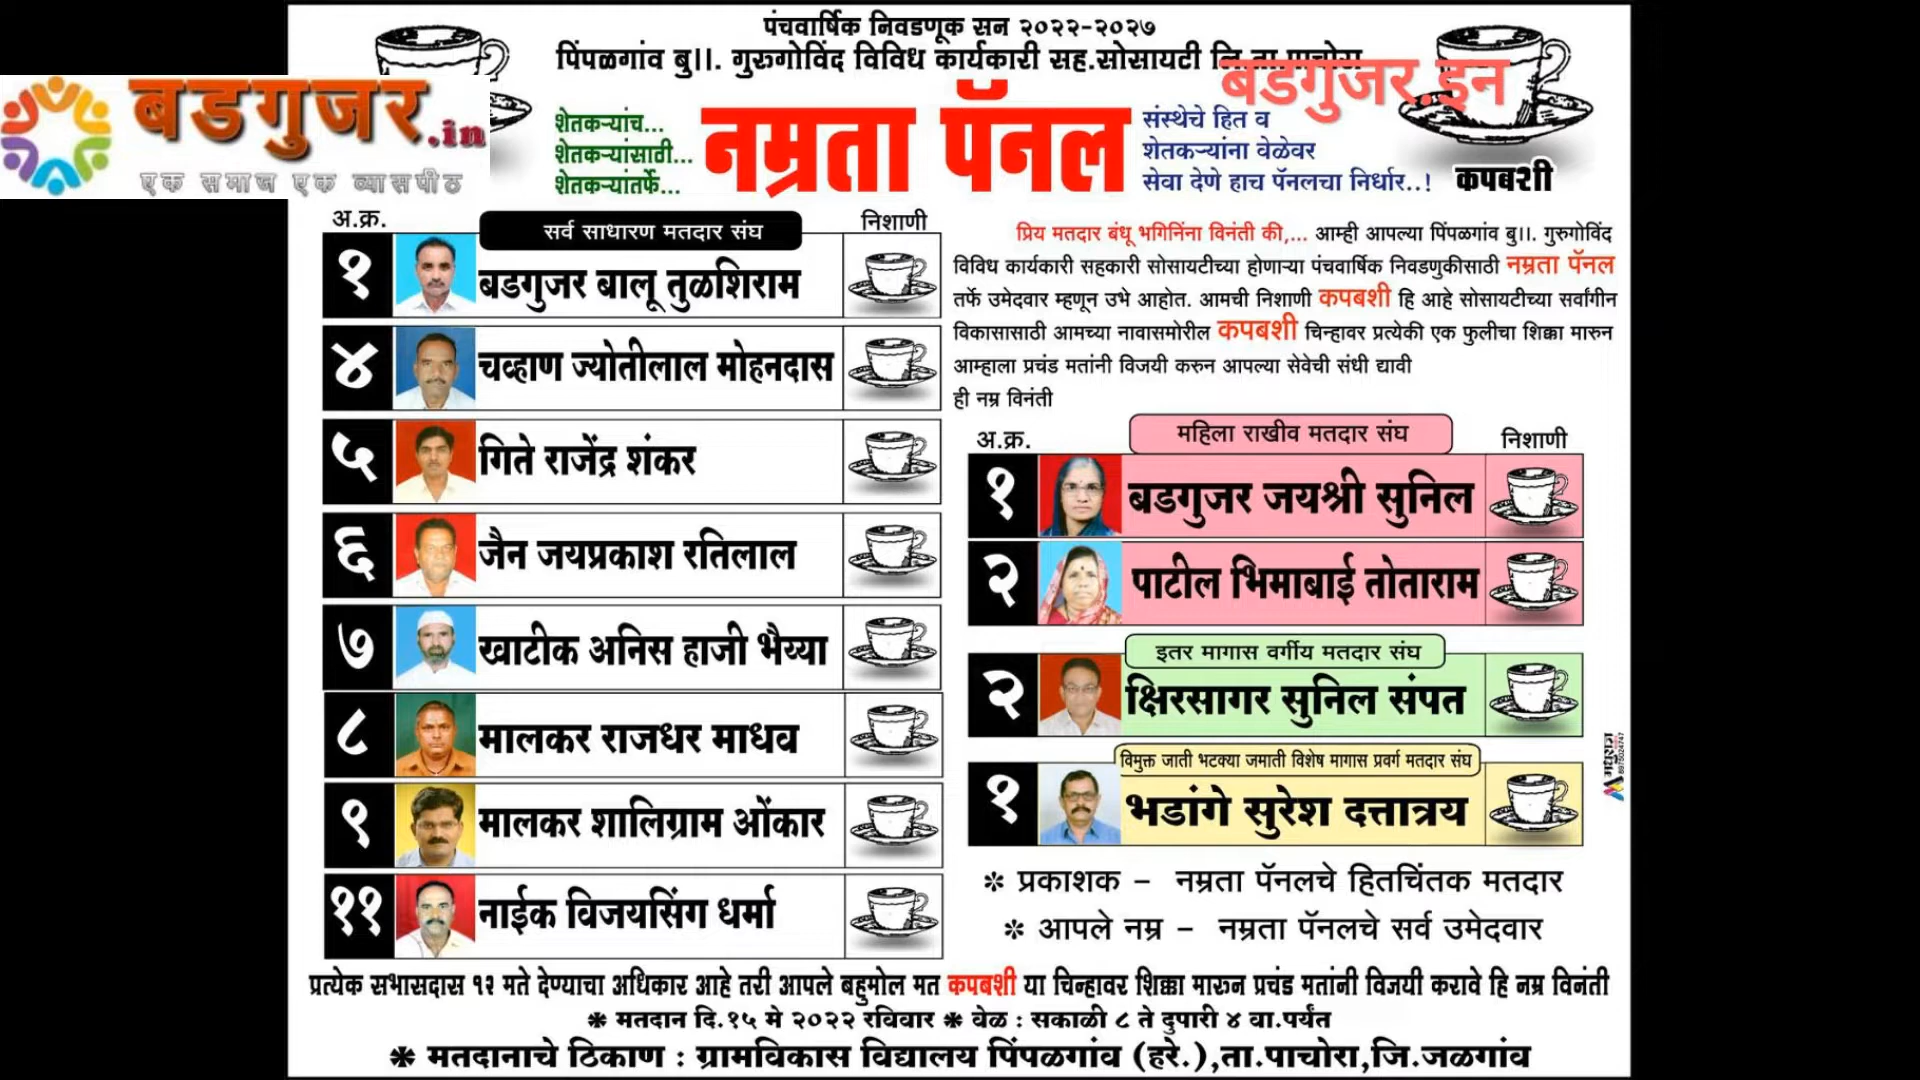 पंचवार्षिक निवडणूक सन २०२२-२०२७
पिंपळगांव बु॥. गुरुगोविंद विविध कार्यकारी सह.सोसायटी लि.ता.पाचोरा
बडगुजर.in
एक समाज एक व्यासपीठ
बडगुजर.इन
शेतकऱ्यांच...
शेतकऱ्यांसाठी...
शेतकऱ्यांतर्फे...
नम्रता पॅनल
संस्थेचे हित व
शेतकऱ्यांना वेळेवर
सेवा देणे हाच पॅनलचा निर्धार..!
कपबशी
अ.क्र. सर्व साधारण मतदार संघ निशाणी
१ बडगुजर बालू तुळशिराम
४ चव्हाण ज्योतीलाल मोहनदास
५ गिते राजेंद्र शंकर
६ जैन जयप्रकाश रतिलाल
७ खाटीक अनिस हाजी भैय्या
८ मालकर राजधर माधव
९ मालकर शालिग्राम ओंकार
११ नाईक विजयसिंग धर्मा
प्रिय मतदार बंधू भगिनिंना विनंती की,... आम्ही आपल्या पिंपळगांव बु॥. गुरुगोविंद
विविध कार्यकारी सहकारी सोसायटीच्या होणाऱ्या पंचवार्षिक निवडणुकीसाठी नम्रता पॅनल
तर्फे उमेदवार म्हणून उभे आहोत. आमची निशाणी कपबशी हि आहे सोसायटीच्या सर्वांगीन
विकासासाठी आमच्या नावासमोरील कपबशी चिन्हावर प्रत्येकी एक फुलीचा शिक्का मारुन
आम्हाला प्रचंड मतांनी विजयी करुन आपल्या सेवेची संधी द्यावी
ही नम्र विनंती
अ.क्र. महिला राखीव मतदार संघ निशाणी
१ बडगुजर जयश्री सुनिल
२ पाटील भिमाबाई तोताराम
इतर मागास वर्गीय मतदार संघ
२ क्षिरसागर सुनिल संपत
विमुक्त जाती भटक्या जमाती विशेष मागास प्रवर्ग मतदार संघ
१ भडांगे सुरेश दत्तात्रय
* प्रकाशक – नम्रता पॅनलचे हितचिंतक मतदार
* आपले नम्र – नम्रता पॅनलचे सर्व उमेदवार
प्रत्येक सभासदास १२ मते देण्याचा अधिकार आहे तरी आपले बहुमोल मत कपबशी या चिन्हावर शिक्का मारून प्रचंड मतांनी विजयी करावे हि नम्र विनंती
* मतदान दि.१५ मे २०२२ रविवार * वेळ : सकाळी ८ ते दुपारी ४ वा.पर्यंत
* मतदानाचे ठिकाण : ग्रामविकास विद्यालय पिंपळगांव (हरे.),ता.पाचोरा,जि.जळगांव